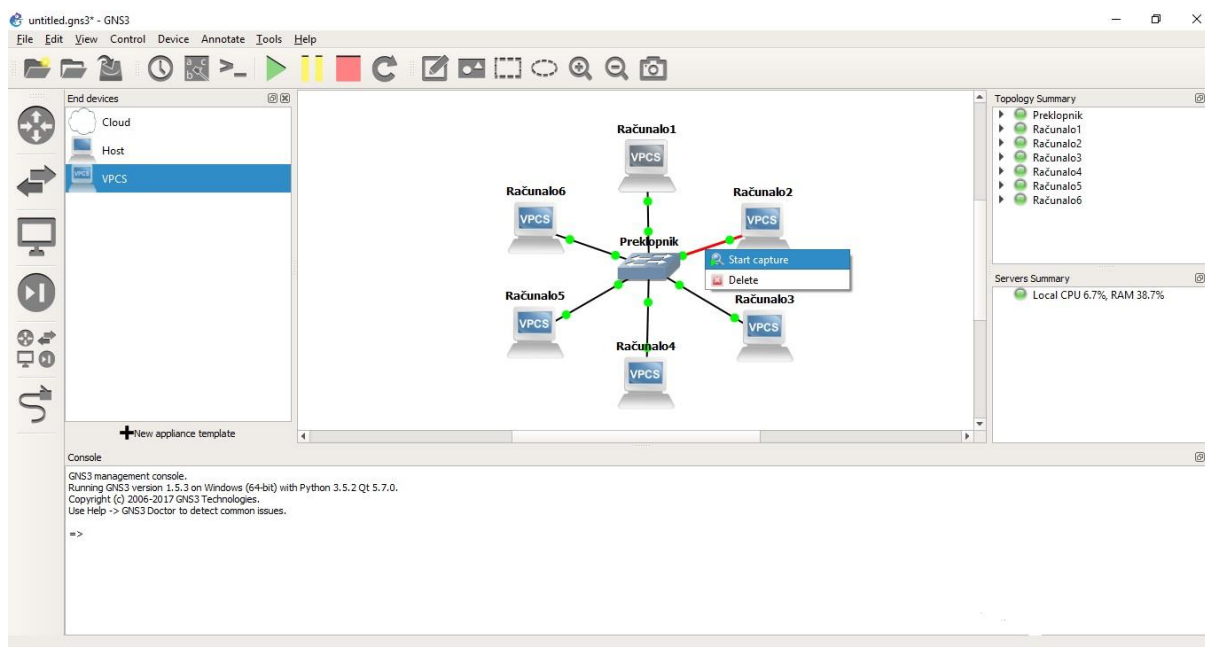 untitled.gns3* - GNS3
File Edit View Control Device Annotate Tools Help
End devices
Cloud
Host
VPCS
VPCS
New appliance template
Računalo1
VPCS
Računalo6
VPCS
Računalo2
VPCS
Preklopnik
Start capture
Delete
Računalo5
VPCS
Računalo3
VPCS
Računalo4
VPCS
Topology Summary
Preklopnik
Računalo1
Računalo2
Računalo3
Računalo4
Računalo5
Računalo6
Servers Summary
Local CPU 6.7%, RAM 38.7%
Console
GNS3 management console.
Running GNS3 version 1.5.3 on Windows (64-bit) with Python 3.5.2 Qt 5.7.0.
Copyright (c) 2006-2017 GNS3 Technologies.
Use Help -> GNS3 Doctor to detect common issues.
=>